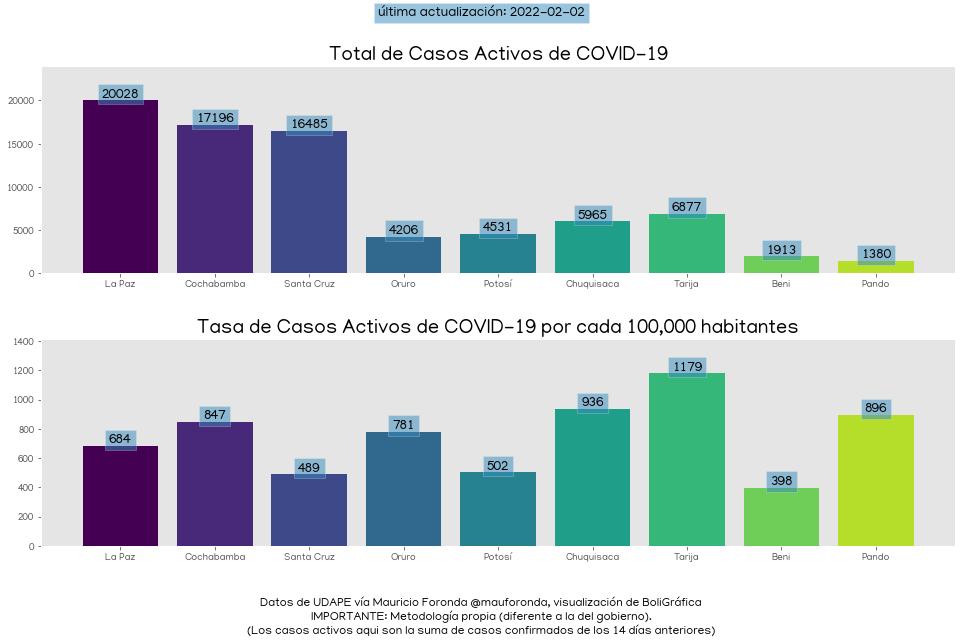 última actualización: 2022-02-02
Total de Casos Activos de COVID-19
20000
15000
10000
5000
0
20028
17196
16485
4206
4531
5965
6877
1913
1380
La Paz
Cochabamba
Santa Cruz
Oruro
Potosí
Chuquisaca
Tarija
Beni
Pando
Tasa de Casos Activos de COVID-19 por cada 100,000 habitantes
1400
1200
1000
800
600
400
200
0
684
847
489
781
502
936
1179
398
896
La Paz
Cochabamba
Santa Cruz
Oruro
Potosí
Chuquisaca
Tarija
Beni
Pando
Datos de UDAPE vía Mauricio Foronda @mauforonda, visualización de BoliGráfica
IMPORTANTE: Metodología propia (diferente a la del gobierno).
(Los casos activos aqui son la suma de casos confirmados de los 14 días anteriores)